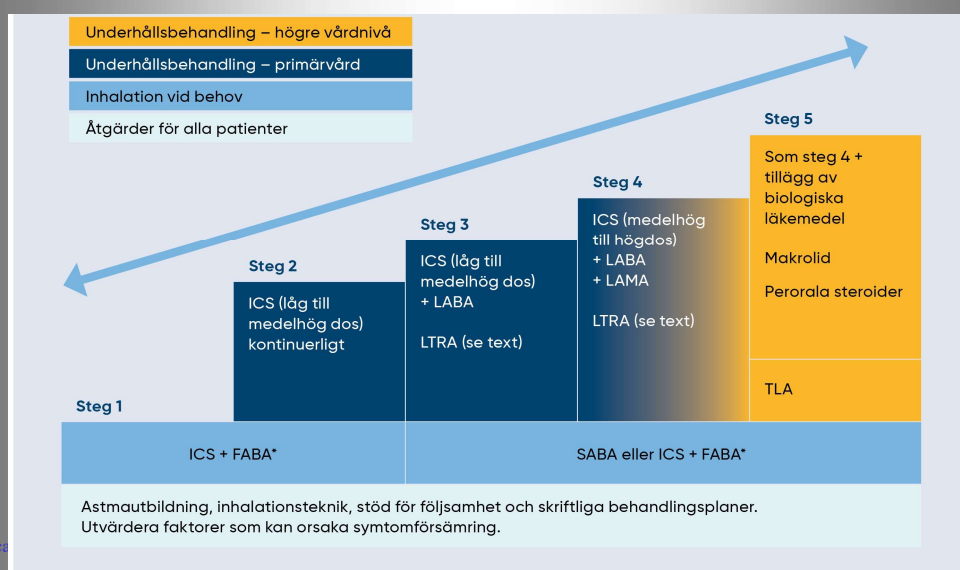 Underhållsbehandling – högre vårdnivå
Underhållsbehandling – primärvård
Inhalation vid behov
Åtgärder för alla patienter
Steg 1
Steg 2
ICS (låg till
medelhög dos)
kontinuerligt
Steg 3
ICS (låg till
medelhög dos)
+ LABA
LTRA (se text)
Steg 4
ICS (medelhög
till högdos)
+ LABA
+ LAMA
LTRA (se text)
Steg 5
Som steg 4 +
tillägg av
biologiska
läkemedel
Makrolid
Perorala steroider
TLA
ICS + FABA*
SABA eller ICS + FABA*
Astmautbildning, inhalationsteknik, stöd för följsamhet och skriftliga behandlingsplaner.
Utvärdera faktorer som kan orsaka symtomförsämring.